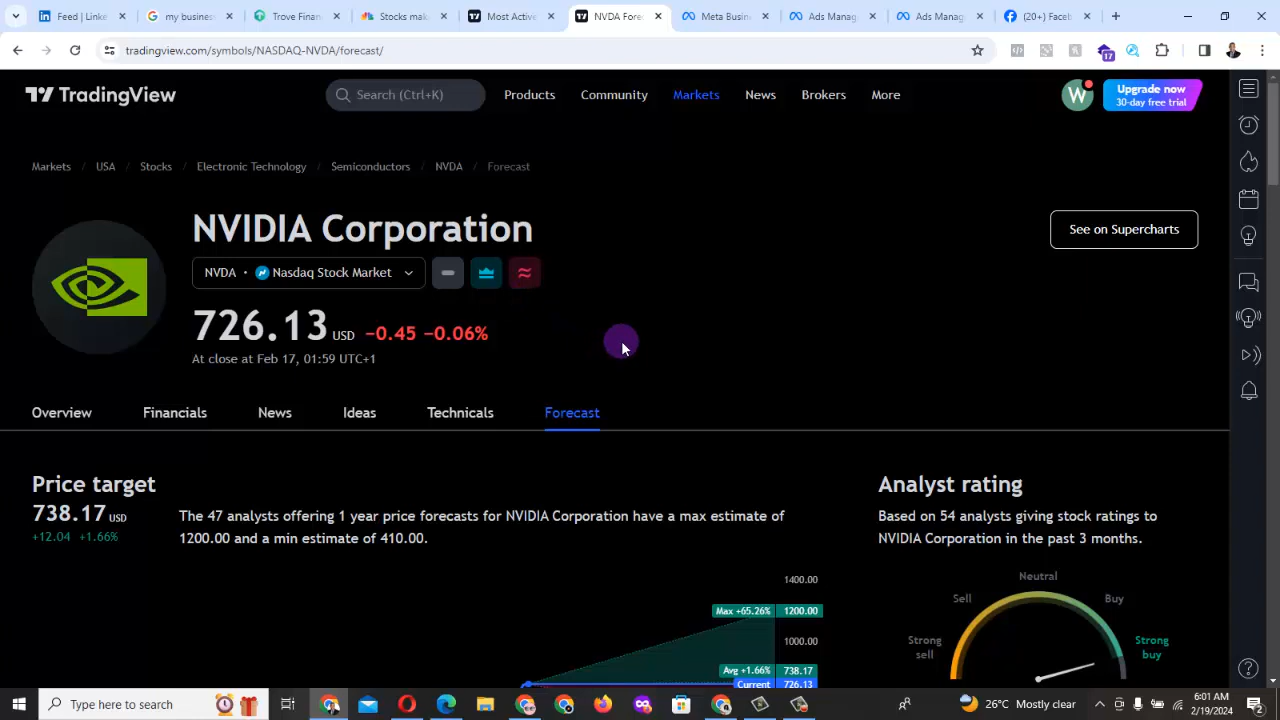 Feed | Linke
my busines
Trove Finan
Stocks mak
Most Active
NVDA Fore
Meta Busin
Ads Manag
Ads Manag
(20+) Faceb
tradingview.com/symbols/NASDAQ-NVDA/forecast/
17
TradingView
Search (Ctrl+K)
Products
Community
Markets
News
Brokers
More
W
Upgrade now
30-day free trial
Markets / USA / Stocks / Electronic Technology / Semiconductors / NVDA / Forecast
NVIDIA Corporation
See on Supercharts
NVDA • Nasdaq Stock Market
726.13 USD −0.45 −0.06%
At close at Feb 17, 01:59 UTC+1
Overview
Financials
News
Ideas
Technicals
Forecast
Price target
738.17 USD
+12.04 +1.66%
The 47 analysts offering 1 year price forecasts for NVIDIA Corporation have a max estimate of
1200.00 and a min estimate of 410.00.
1400.00
Max +65.26% 1200.00
1000.00
Avg +1.66% 738.17
Current 726.13
Analyst rating
Based on 54 analysts giving stock ratings to
NVIDIA Corporation in the past 3 months.
Neutral
Sell
Buy
Strong
sell
Strong
buy
Type here to search
26°C Mostly clear
6:01 AM
2/19/2024